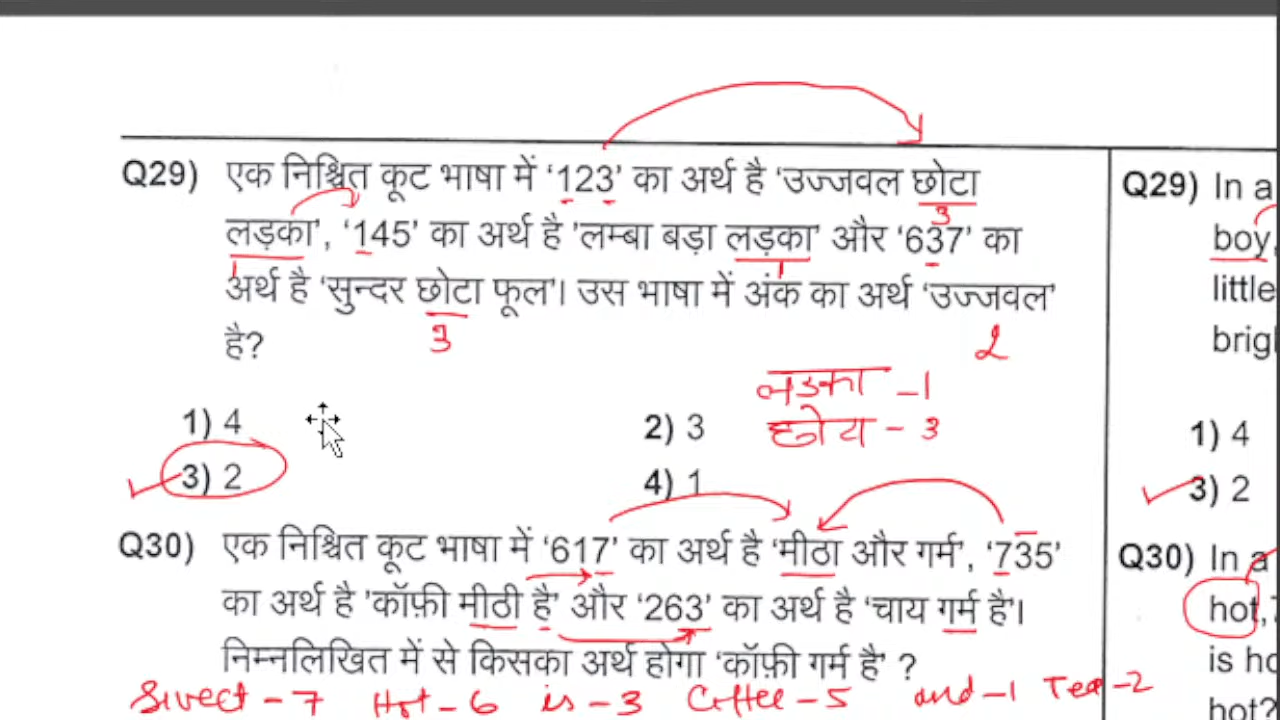 Q29) एक निश्चित कूट भाषा में ‘123’ का अर्थ है ‘उज्जवल छोटा
3
लड़का’, ‘145’ का अर्थ है ’लम्बा बड़ा लड़का’ और ‘637’ का
1 1
अर्थ है ‘सुन्दर छोटा फूल’। उस भाषा में अंक का अर्थ ‘उज्जवल’
3 2
है?
लडका -1
1) 4 2) 3
छोटा - 3
3) 2 4) 1
Q30) एक निश्चित कूट भाषा में ‘617’ का अर्थ है ‘मीठा और गर्म’, ‘735’
का अर्थ है ’कॉफ़ी मीठी है’ और ‘263’ का अर्थ है ‘चाय गर्म है’।
निम्नलिखित में से किसका अर्थ होगा ‘कॉफ़ी गर्म है’ ?
Sweet - 7 Hot - 6 is - 3 Coffee - 5 and -1 Tea -2
Q29) In a
boy,
little
brig
1) 4
3) 2
Q30) In a
hot,
is ho
hot?